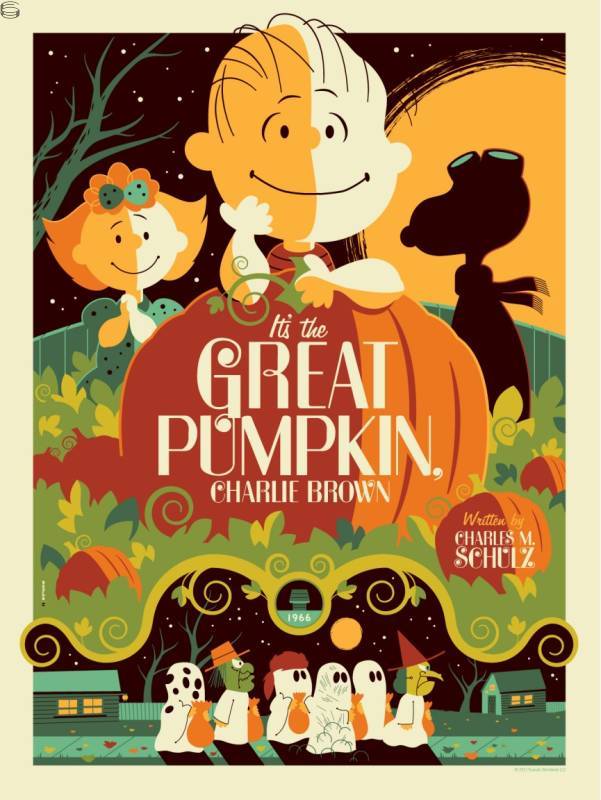 It's the
GREAT
PUMPKIN,
CHARLIE BROWN
Written by
CHARLES M.
SCHULZ
1966